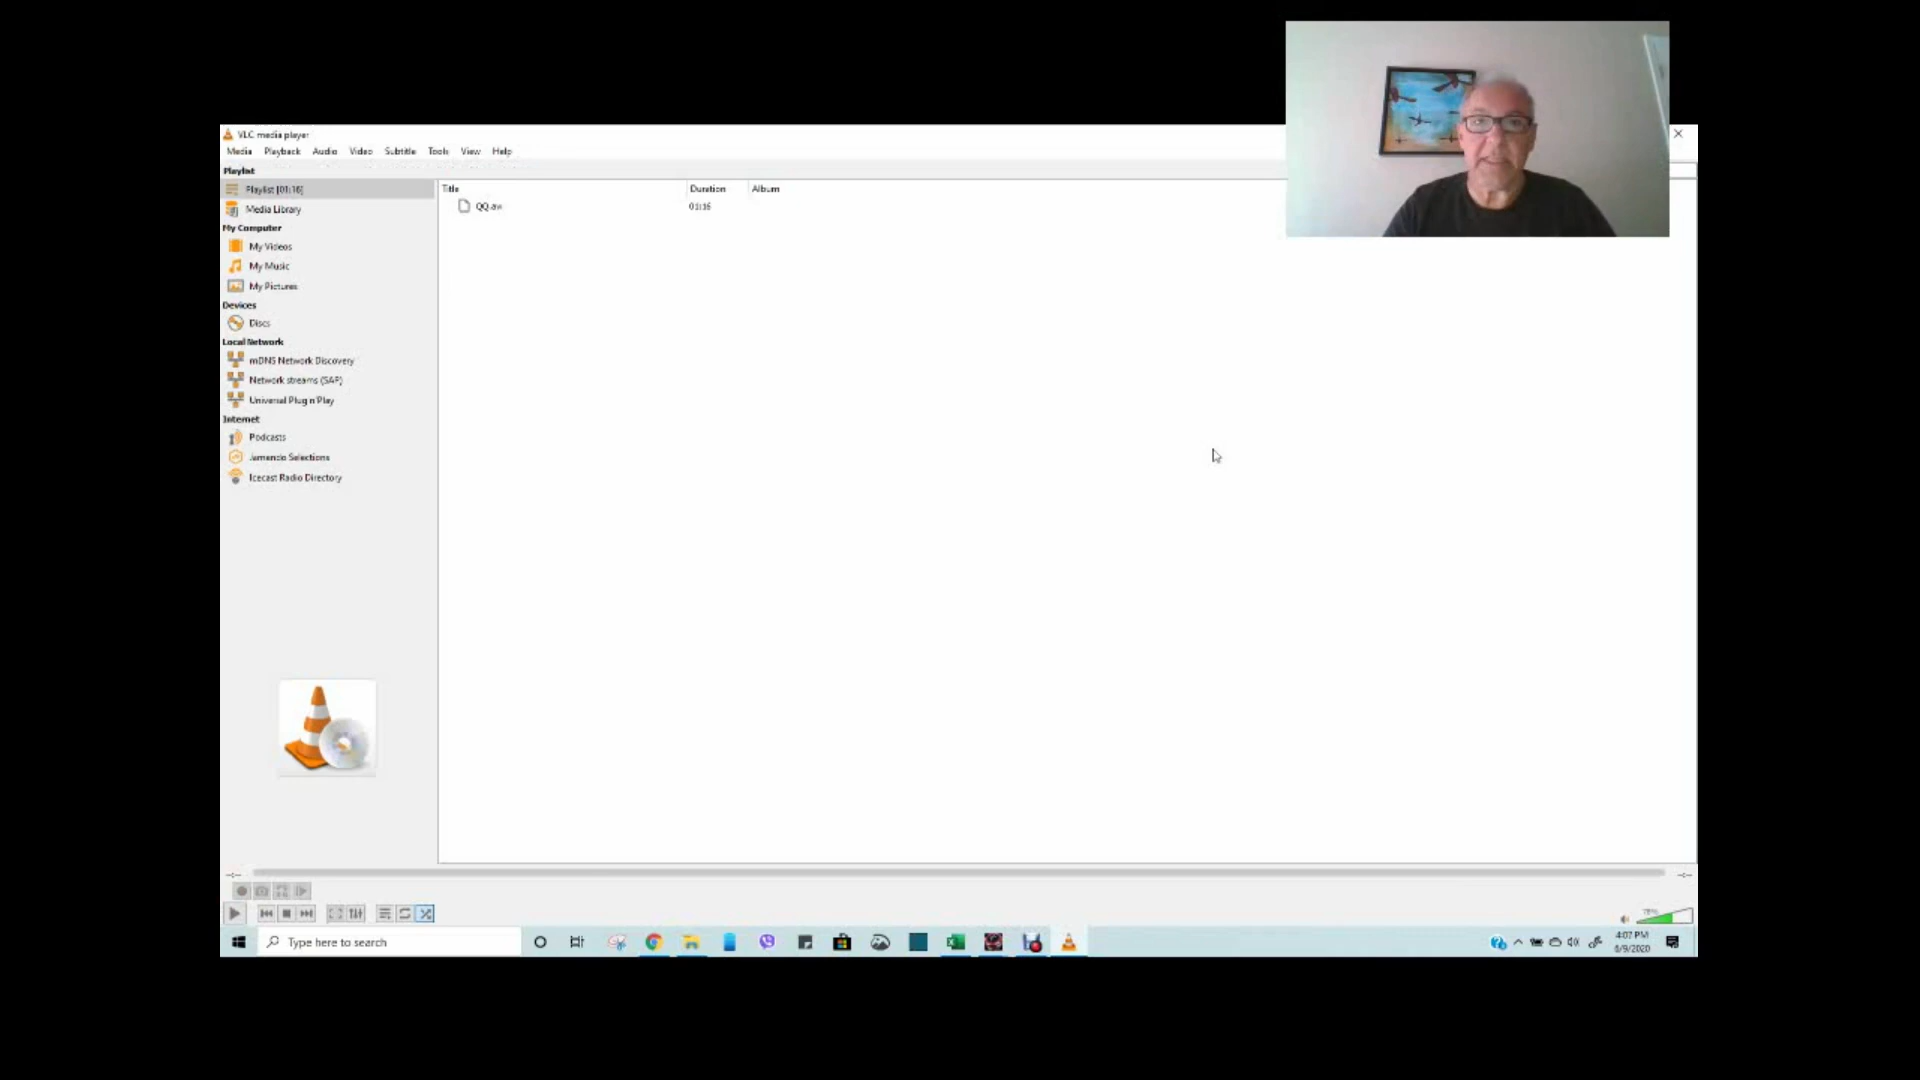 VLC media player
Media Playback Audio Video Subtitle Tools View Help
Playlist
Playlist [01:16]
Title Duration Album
01:16
Media Library
My Computer
My Videos
My Music
My Pictures
Devices
Discs
Local Network
mDNS Network Discovery
Network streams (SAP)
Universal Plug'n'Play
Internet
Podcasts
Jamendo Selections
Icecast Radio Directory
Type here to search
4:07 PM
6/9/2020